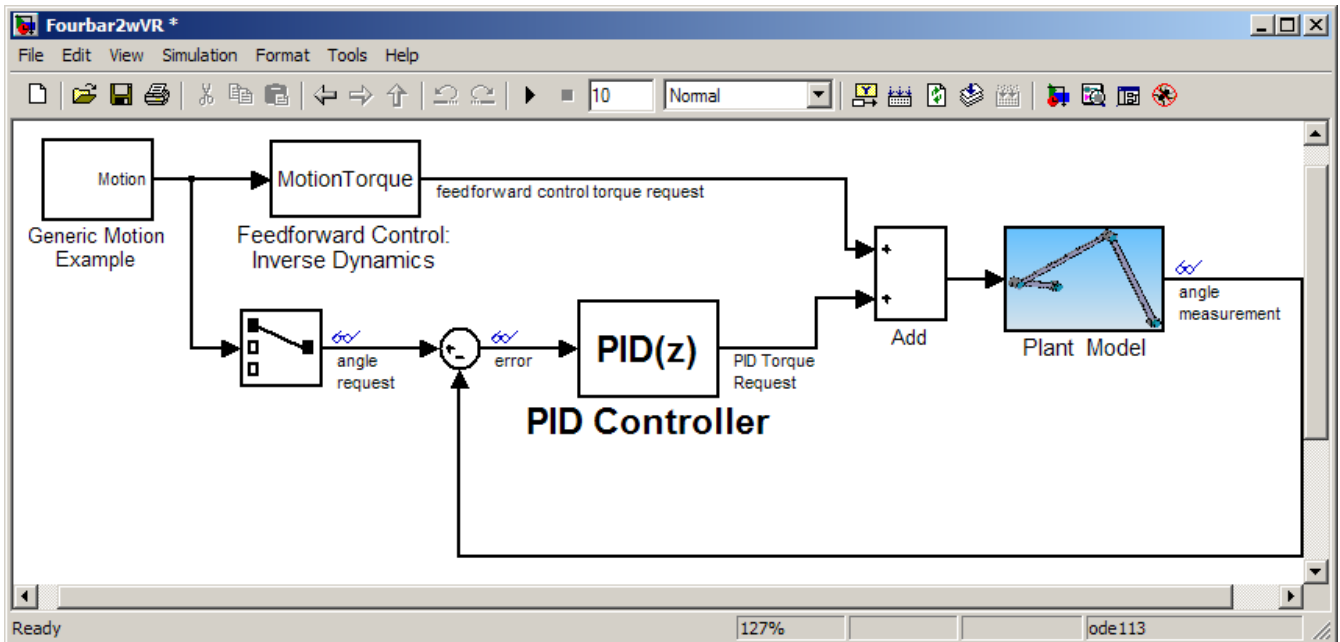 Fourbar2wVR *
File Edit View Simulation Format Tools Help
10 Normal
Motion
Generic Motion
Example
MotionTorque
Feedforward Control:
Inverse Dynamics
feedforward control torque request
angle
request
+-
error
PID(z)
PID Controller
PID Torque
Request
+
+
Add
Plant Model
angle
measurement
Ready 127% ode113